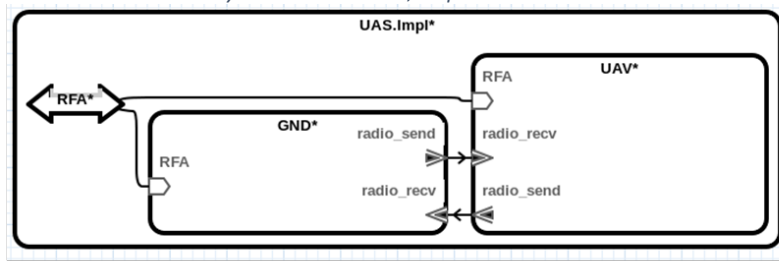 UAS.Impl*
UAV*
RFA
RFA*
GND*
radio_send
radio_recv
RFA
radio_recv
radio_send